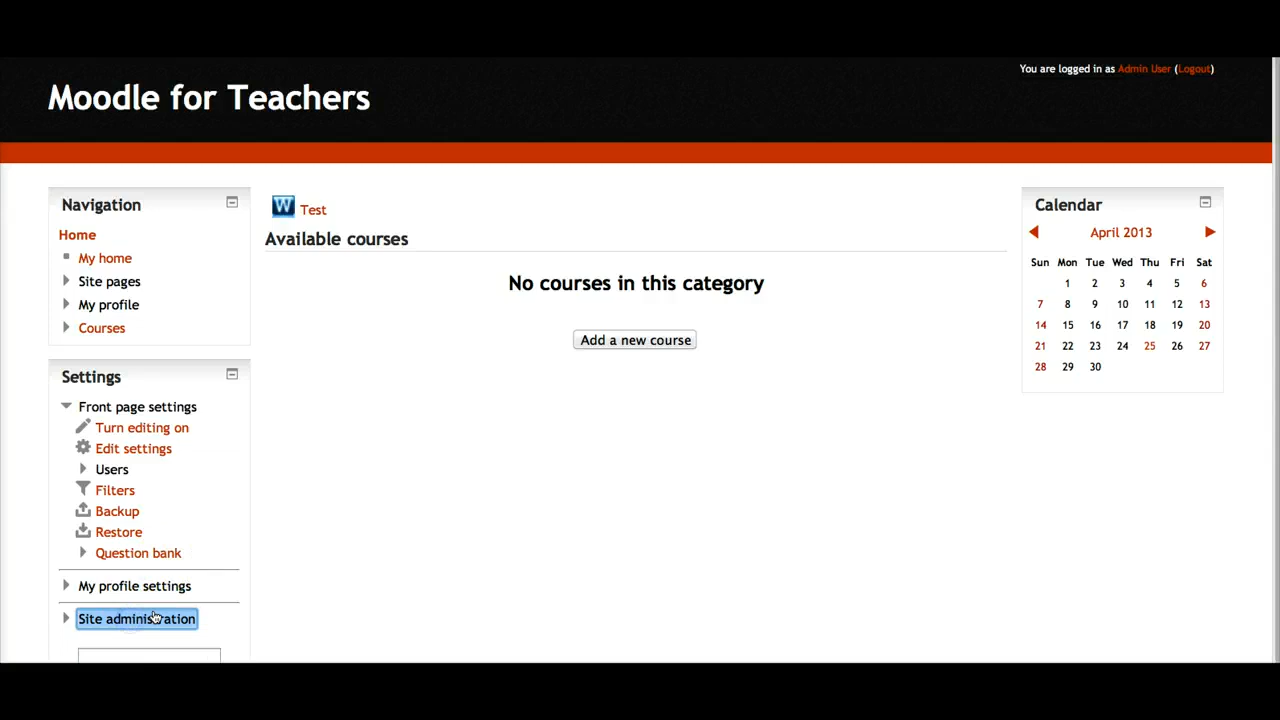 You are logged in as Admin User (Logout)
Moodle for Teachers
Navigation
Home
My home
Site pages
My profile
Courses
Settings
Front page settings
Turn editing on
Edit settings
Users
Filters
Backup
Restore
Question bank
My profile settings
Site administration
W Test
Available courses
No courses in this category
Add a new course
Calendar
April 2013
Sun Mon Tue Wed Thu Fri Sat
1 2 3 4 5 6
7 8 9 10 11 12 13
14 15 16 17 18 19 20
21 22 23 24 25 26 27
28 29 30